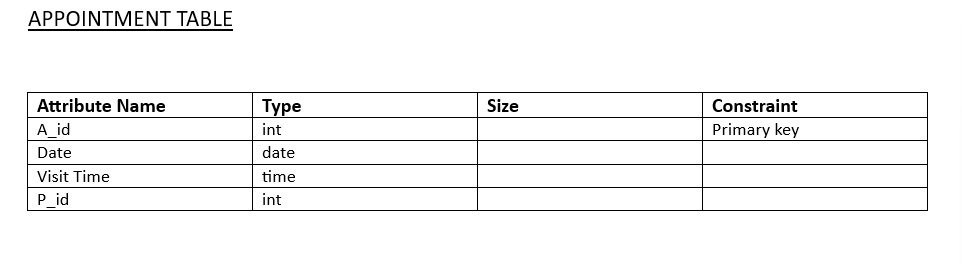 APPOINTMENT TABLE
Attribute Name Type Size Constraint
A_id int Primary key
Date date
Visit Time time
P_id int